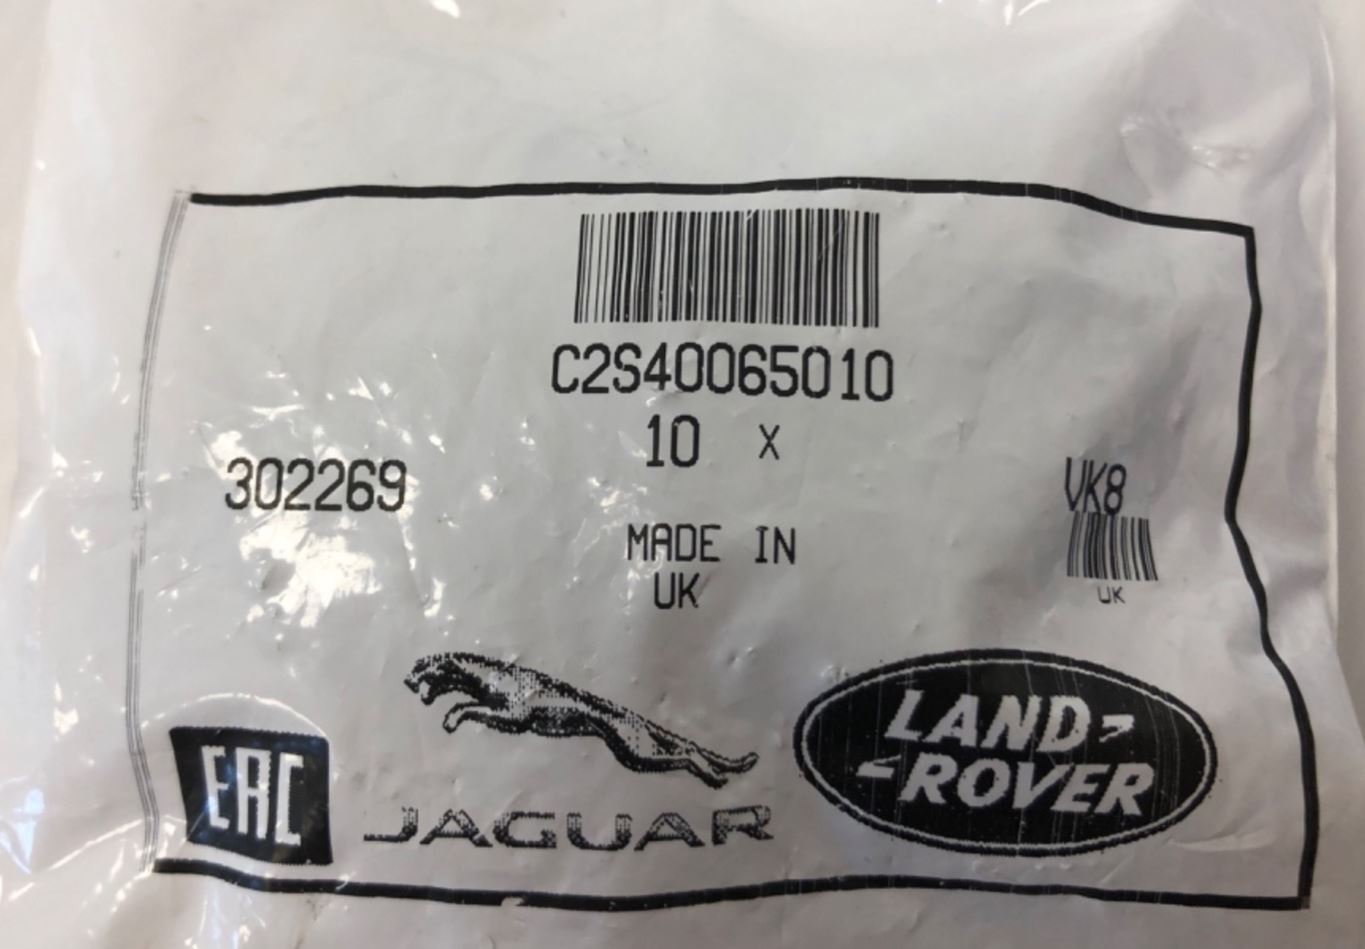 C2S40065010
10 X
302269
VK8
MADE IN
UK
UK
EAC
JAGUAR
LAND-
-ROVER